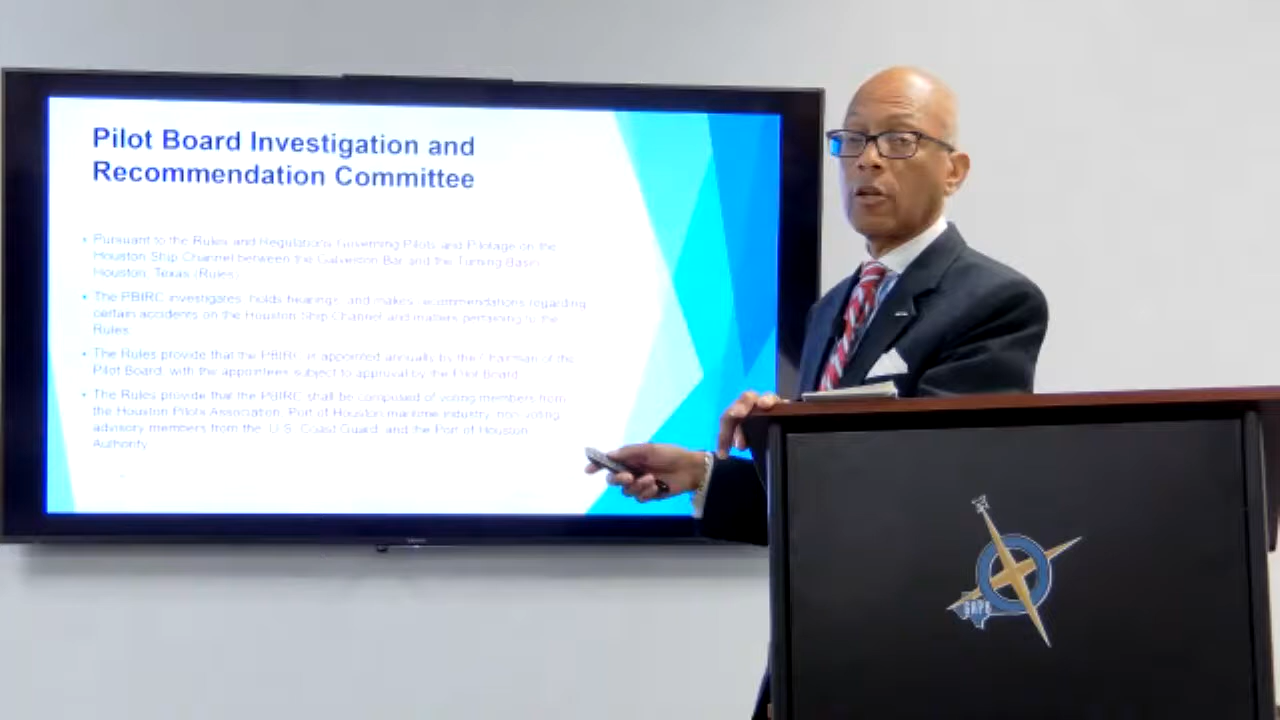 Pilot Board Investigation and
Recommendation Committee
Pursuant to the Rules and Regulations Governing Pilots and Pilotage on the
Houston Ship Channel between the Galveston Bar and the Turning Basin
Houston, Texas (Rules)
The PBIRC investigates, holds hearings and makes recommendations regarding
certain accidents on the Houston Ship Channel and matters pertaining to the
Rules
The Rules provide that the PBIRC is appointed annually by the Chairman of the
Pilot Board, with the appointees subject to approval by the Pilot Board
The Rules provide that the PBIRC shall be composed of voting members from
the Houston Pilots Association, Port of Houston maritime industry, non-voting
advisory members from the U.S. Coast Guard, and the Port of Houston
Authority